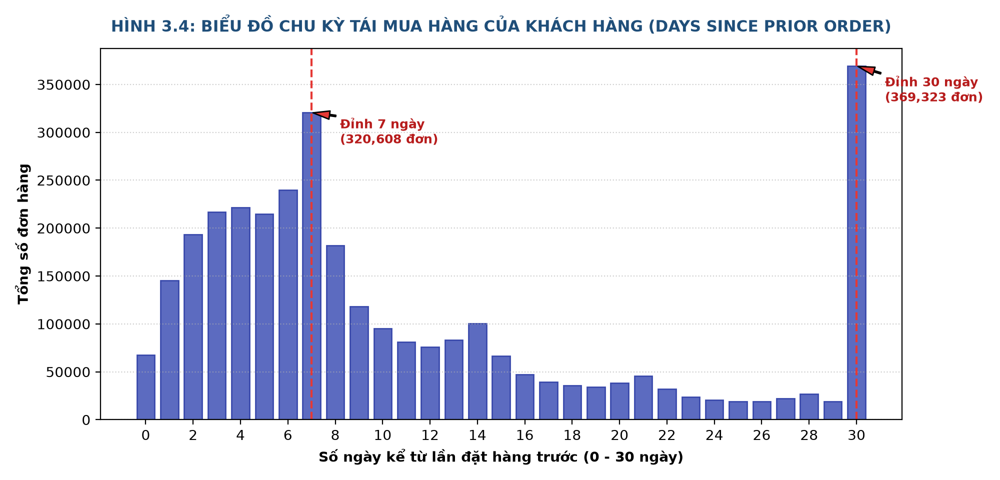 HÌNH 3.4: BIỂU ĐỒ CHU KỲ TÁI MUA HÀNG CỦA KHÁCH HÀNG (DAYS SINCE PRIOR ORDER)
Tổng số đơn hàng
350000
300000
250000
200000
150000
100000
50000
0
Đỉnh 7 ngày
(320,608 đơn)
Đỉnh 30 ngày
(369,323 đơn)
0 2 4 6 8 10 12 14 16 18 20 22 24 26 28 30
Số ngày kể từ lần đặt hàng trước (0 - 30 ngày)